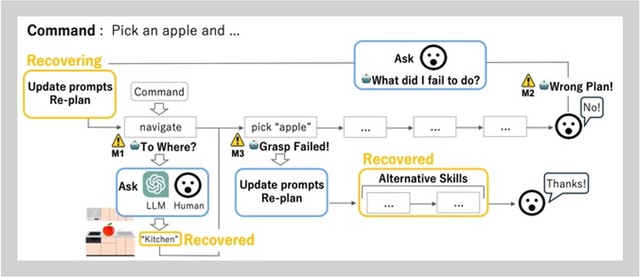 Command : Pick an apple and ...
Recovering
Update prompts
Re-plan
Ask
What did I fail to do?
M2
Wrong Plan!
No!
Command
navigate
pick “apple”
...
...
...
M1
To Where?
M3
Grasp Failed!
Ask
LLM
Human
Update prompts
Re-plan
Recovered
Alternative Skills
...
...
Thanks!
“Kitchen”
Recovered